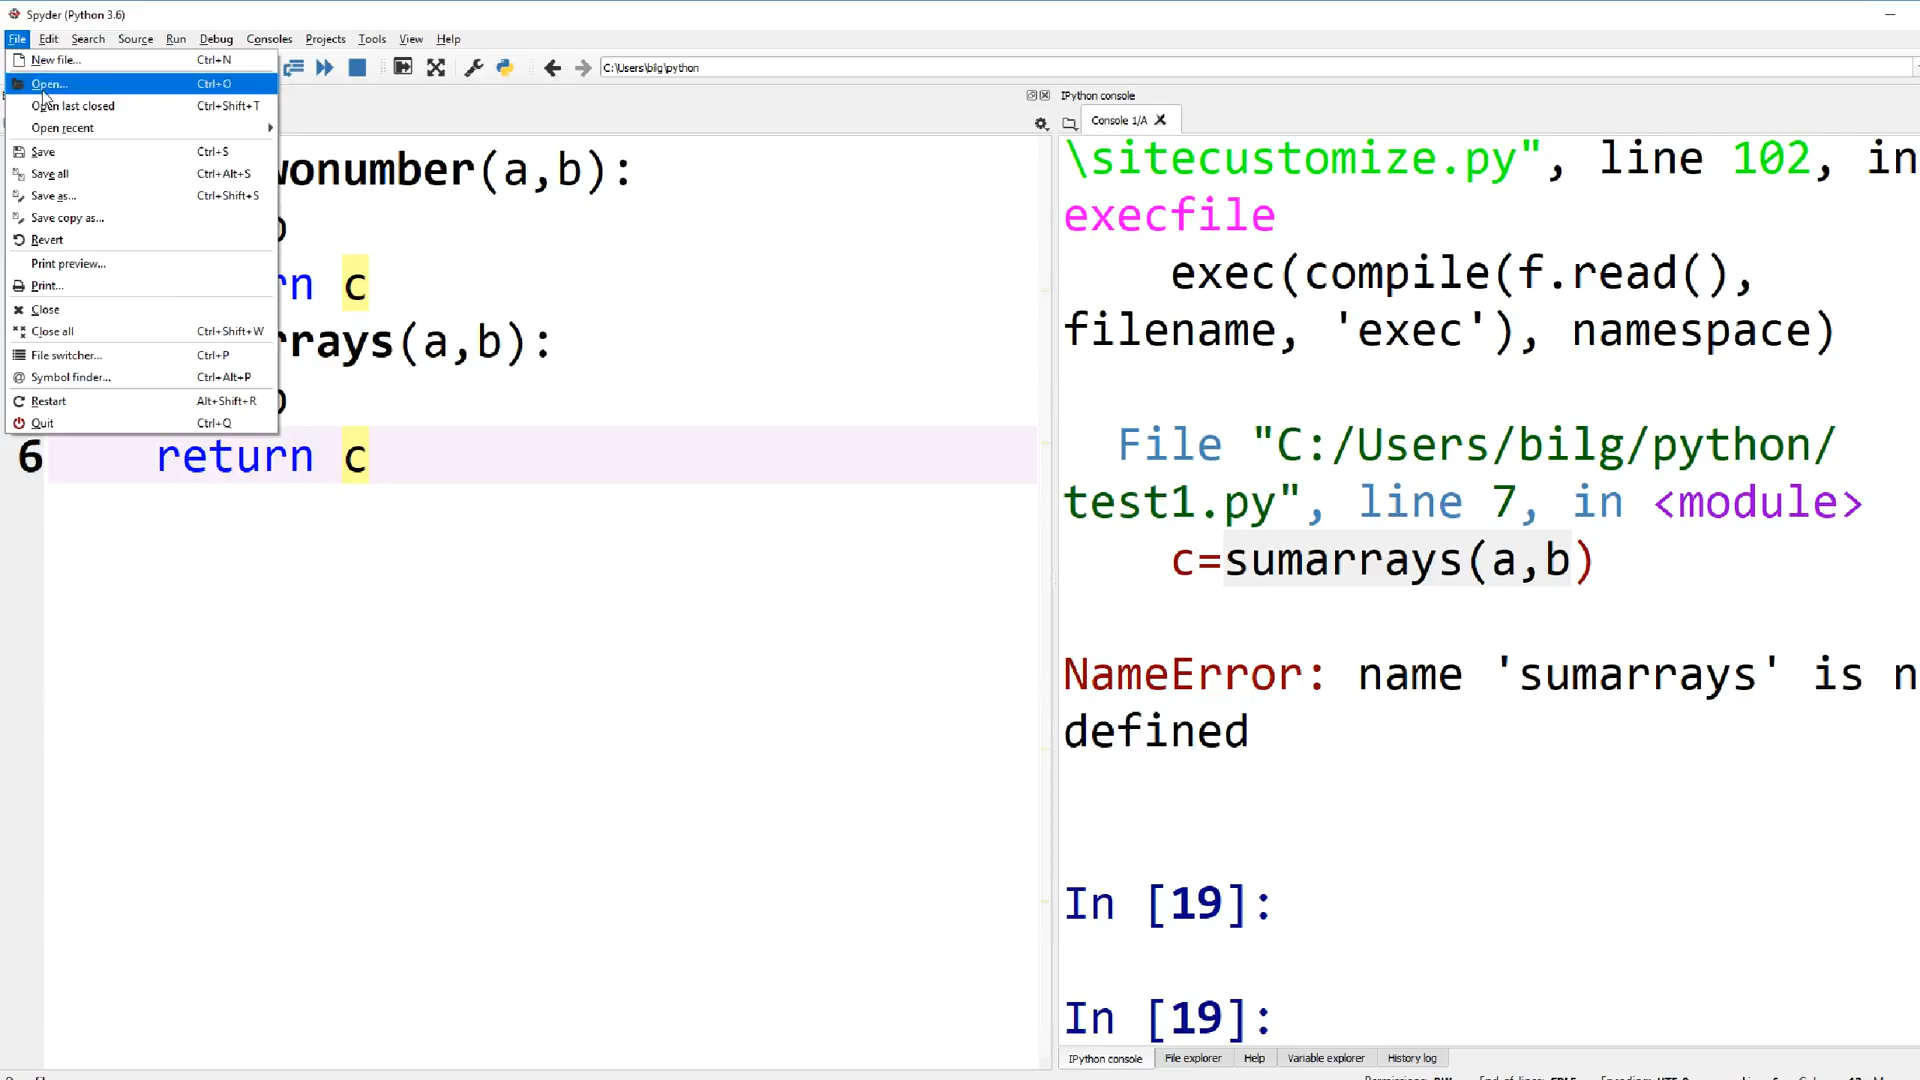 Spyder (Python 3.6)
File Edit Search Source Run Debug Consoles Projects Tools View Help
New file... Ctrl+N
C:\Users\bilg\python
Open... Ctrl+O
Open last closed Ctrl+Shift+T
Open recent
Save Ctrl+S
Save all Ctrl+Alt+S
Save as... Ctrl+Shift+S
Save copy as...
Revert
Print preview...
Print...
Close
Close all Ctrl+Shift+W
File switcher... Ctrl+P
Symbol finder... Ctrl+Alt+P
Restart Alt+Shift+R
Quit Ctrl+Q
wonumber(a,b):
rn c
rrays(a,b):
6 return c
IPython console
Console 1/A
\sitecustomize.py", line 102, in
execfile
exec(compile(f.read(),
filename, 'exec'), namespace)
File "C:/Users/bilg/python/
test1.py", line 7, in <module>
c=sumarrays(a,b)
NameError: name 'sumarrays' is n
defined
In [19]:
In [19]:
IPython console File explorer Help Variable explorer History log